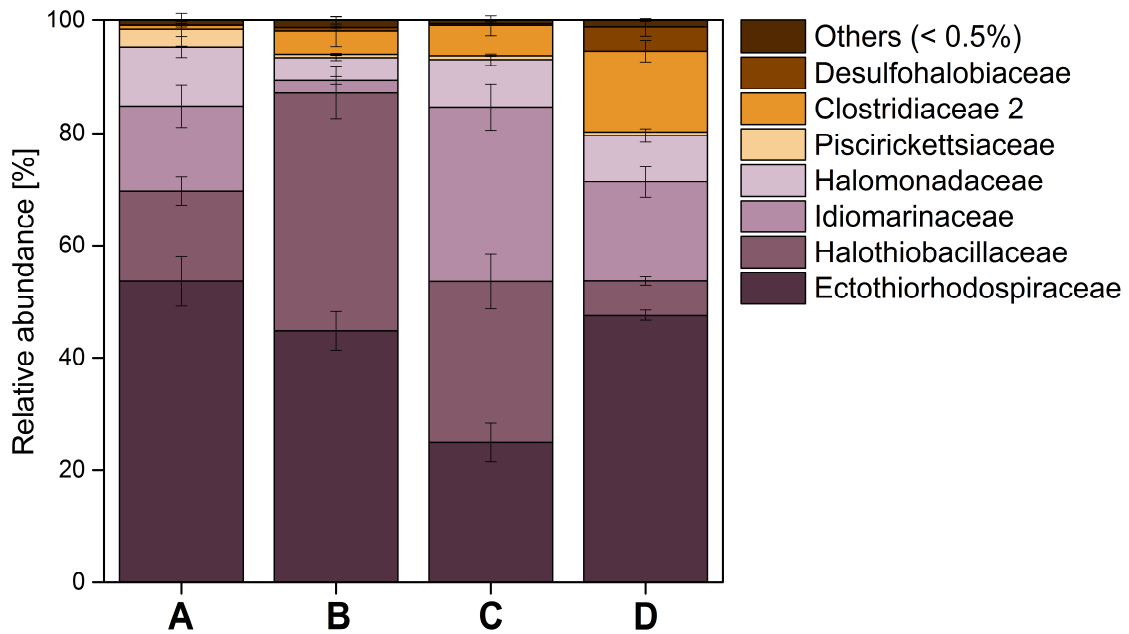 Relative abundance [%]
100
80
60
40
20
0
A
B
C
D
Others (< 0.5%)
Desulfohalobiaceae
Clostridiaceae 2
Piscirickettsiaceae
Halomonadaceae
Idiomarinaceae
Halothiobacillaceae
Ectothiorhodospiraceae